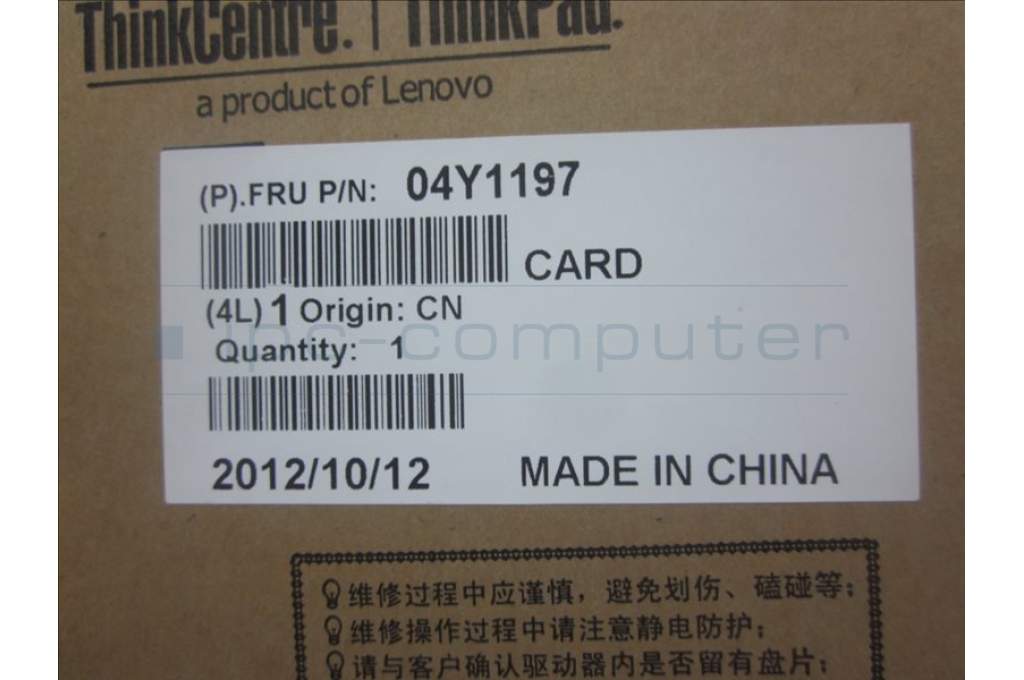 ThinkCentre. | ThinkPad.
a product of Lenovo
(P).FRU P/N: 04Y1197
CARD
(4L) 1 Origin: CN
ipc-computer
Quantity: 1
2012/10/12 MADE IN CHINA
维修过程中应谨慎，避免划伤、磕碰等；
维修操作过程中请注意静电防护；
请与客户确认驱动器内是否留有盘片；